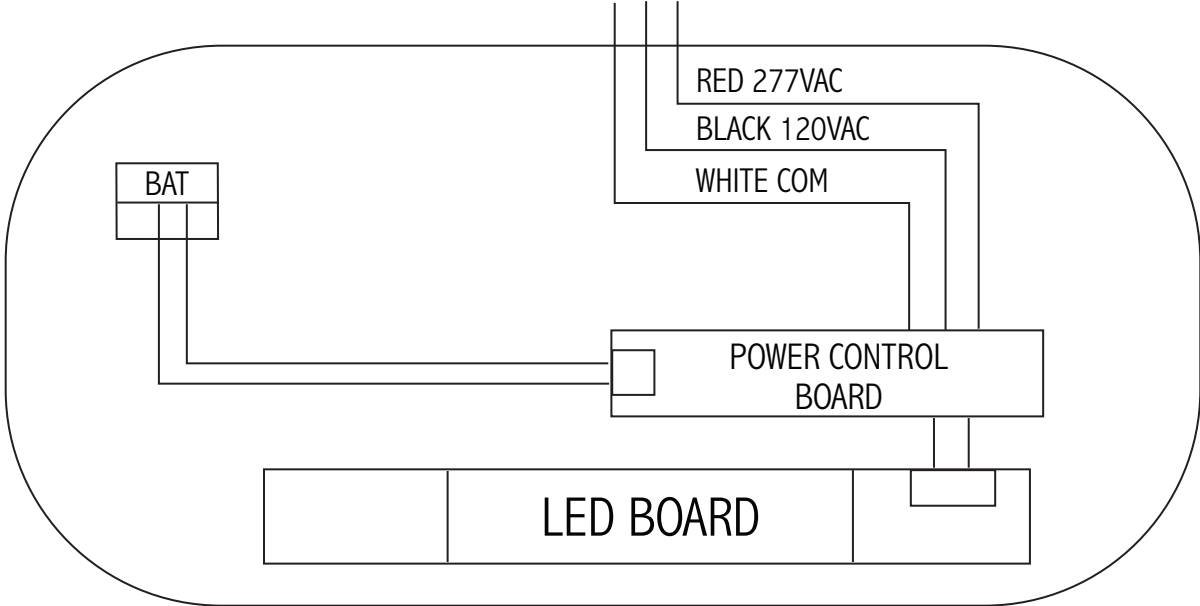 RED 277VAC
BLACK 120VAC
WHITE COM
BAT
POWER CONTROL
BOARD
LED BOARD